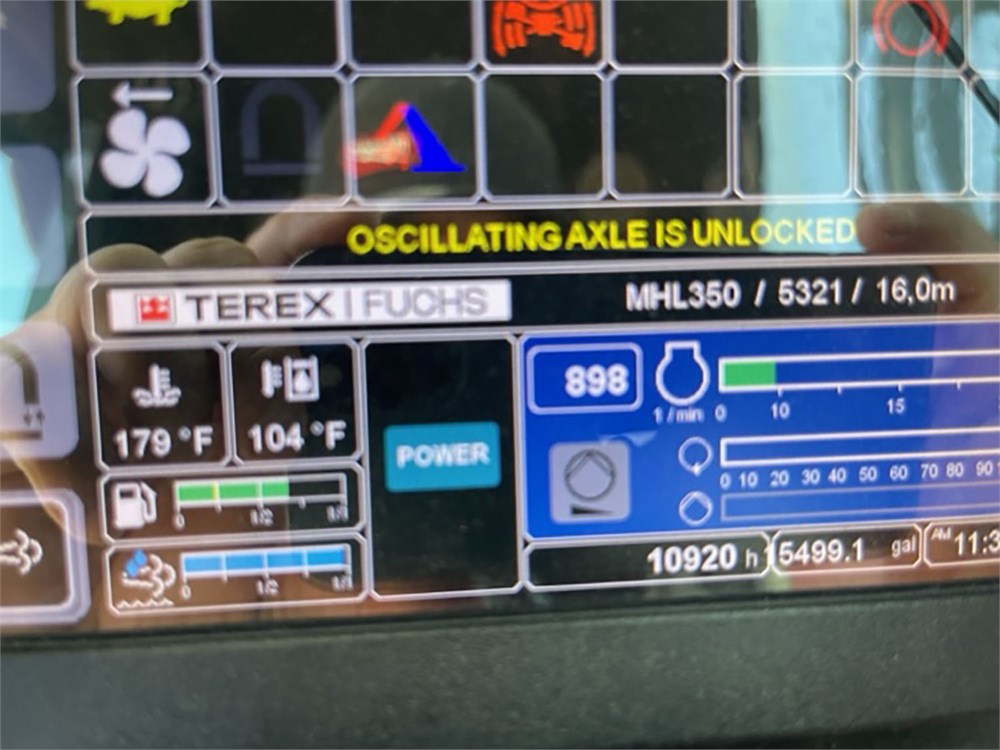 OSCILLATING AXLE IS UNLOCKED
TEREX | FUCHS
MHL350 / 5321 / 16,0m
179 °F
104 °F
POWER
898
1/min 0 10 15
0 10 20 30 40 50 60 70 80 90
0 1/2 1/1
0 1/2 1/1
10920 h
5499.1 gal
AM 11:3